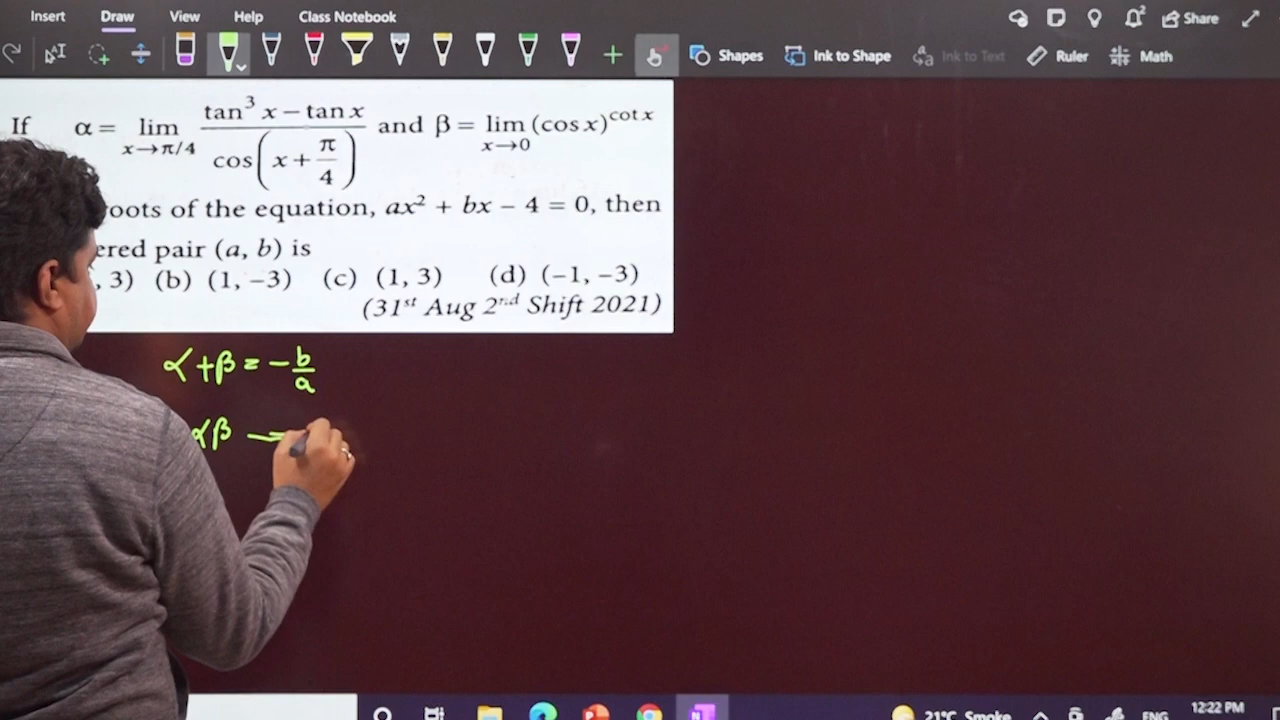 Insert Draw View Help Class Notebook 2 Share
Shapes Ink to Shape Ink to Text Ruler Math
If α = lim x→π/4 (tan³ x − tan x) / cos(x + π/4) and β = lim x→0 (cos x)^cot x
roots of the equation, ax² + bx − 4 = 0, then
ered pair (a, b) is
, 3) (b) (1, −3) (c) (1, 3) (d) (−1, −3)
(31st Aug 2nd Shift 2021)
α + β = − b/a
αβ =
21°C Smoke ENG 12:22 PM